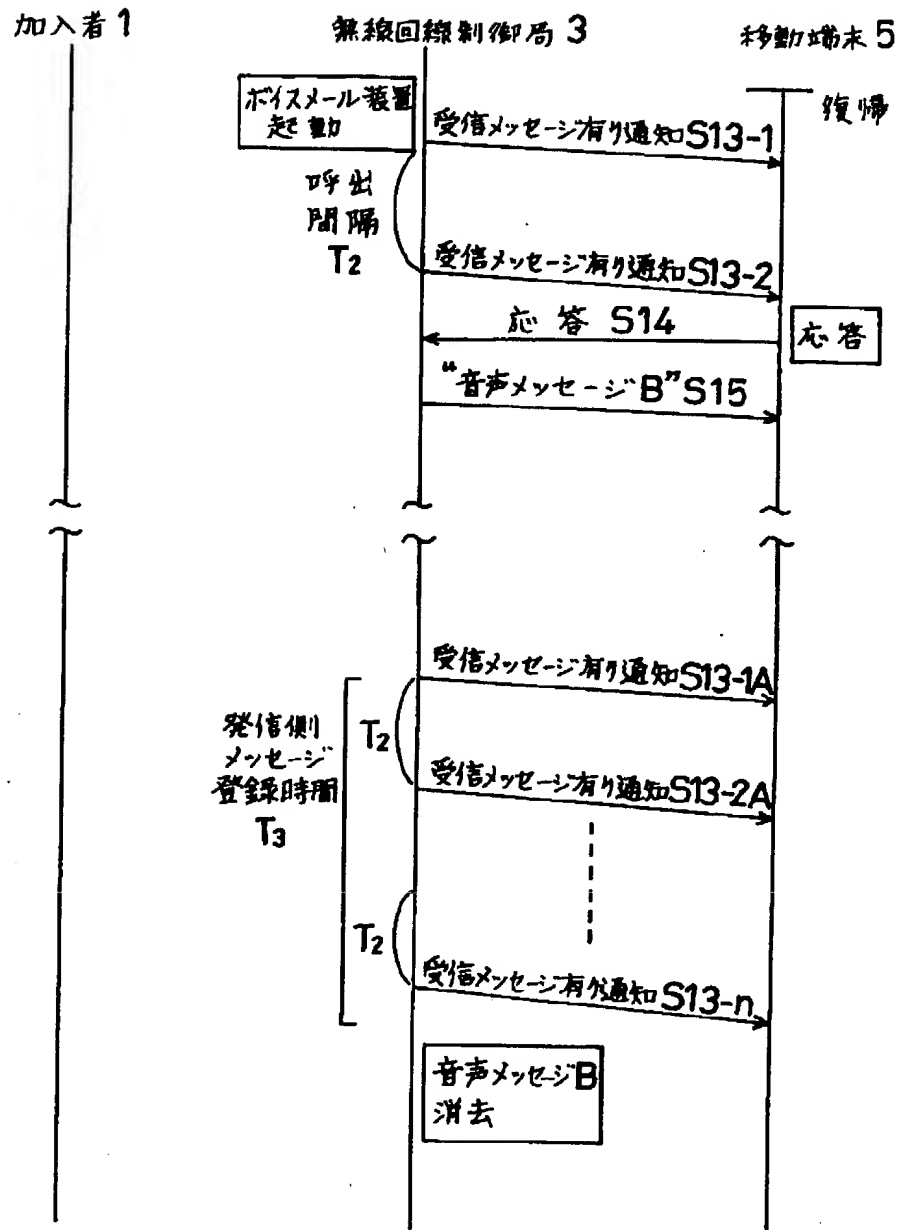 加入者 1
無線回線制御局 3
移動端末 5
ボイスメール装置
起動
復帰
受信メッセージ有り通知 S13-1
呼出
間隔
T2
受信メッセージ有り通知 S13-2
応答 S14
応答
“音声メッセージB” S15
受信メッセージ有り通知 S13-1A
発信側
メッセージ
登録時間
T3
T2
受信メッセージ有り通知 S13-2A
T2
受信メッセージ有り通知 S13-n
音声メッセージB
消去